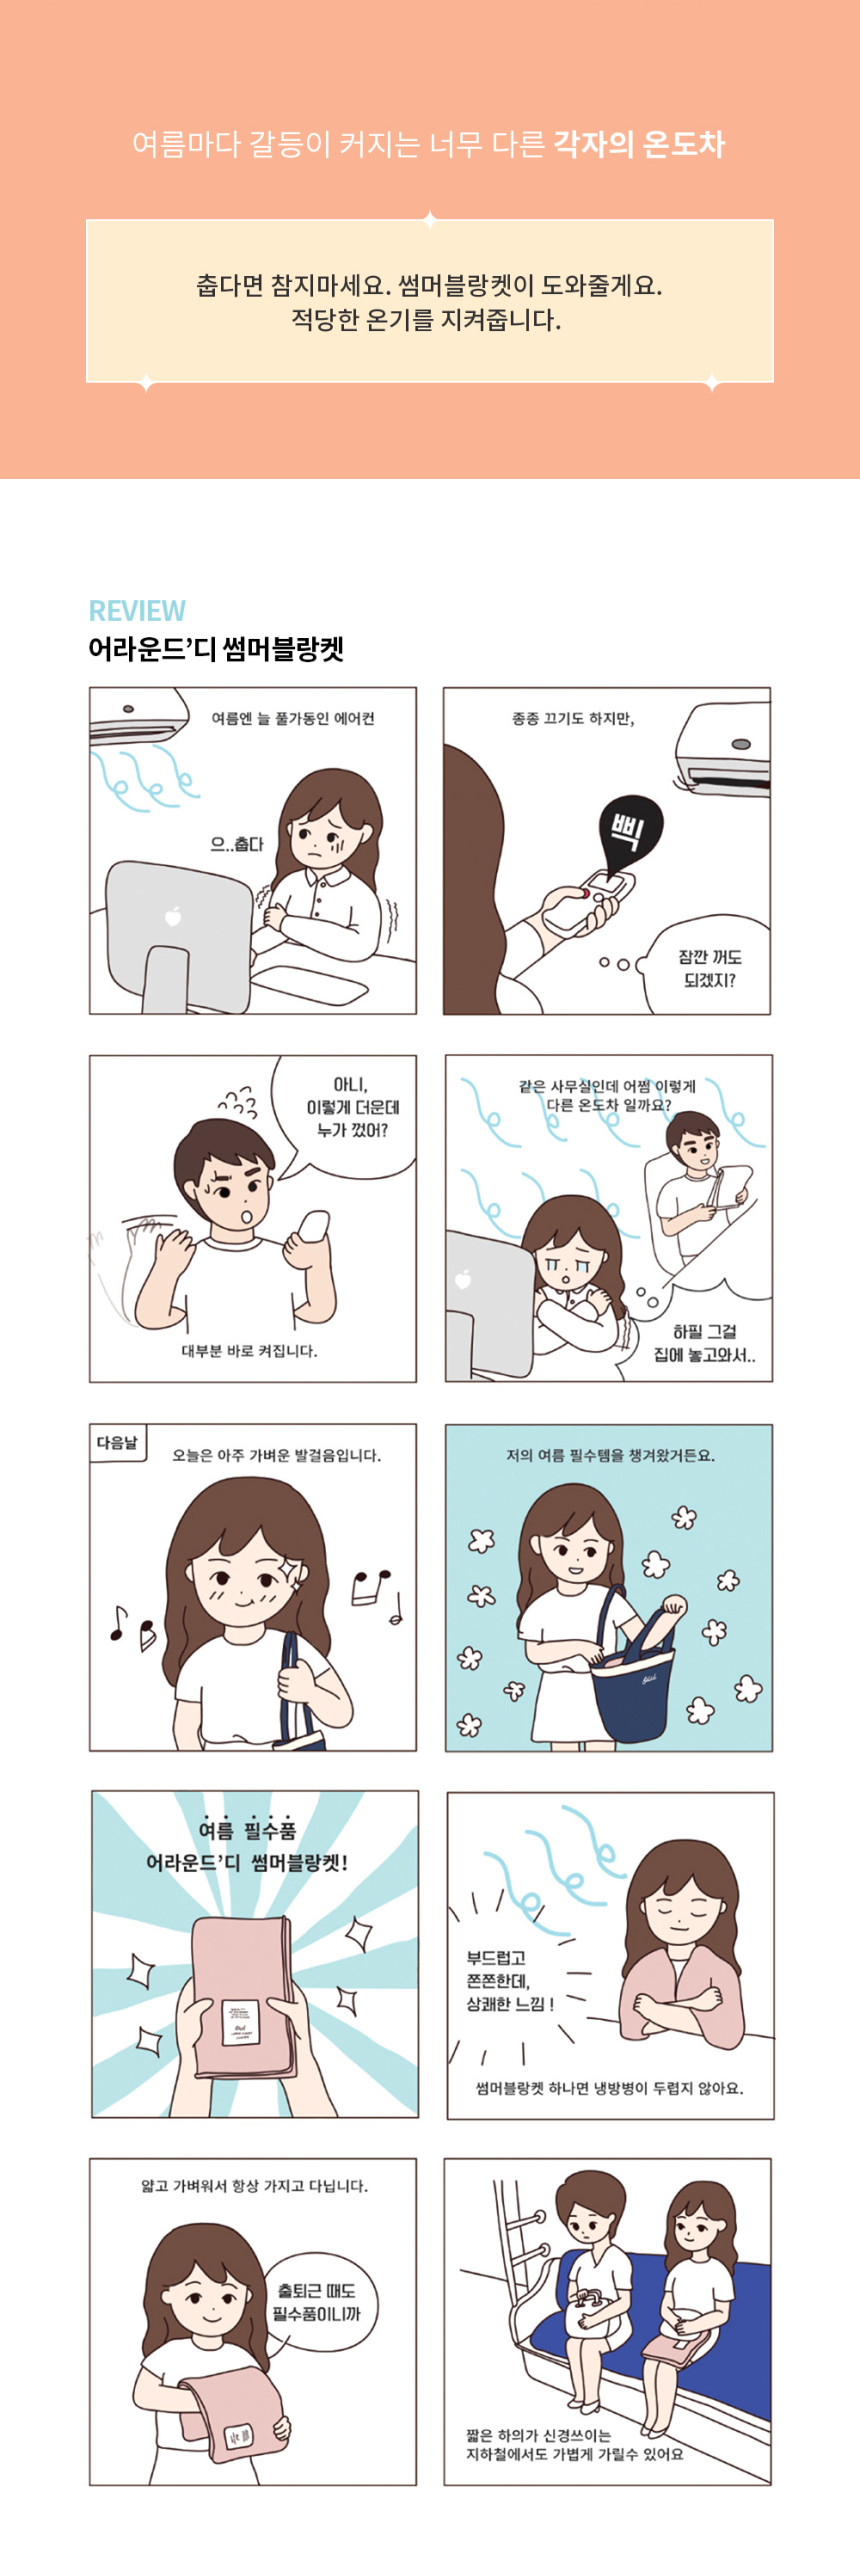 여름마다 갈등이 커지는 너무 다른 각자의 온도차
춥다면 참지마세요. 썸머블랑켓이 도와줄게요.
적당한 온기를 지켜줍니다.
REVIEW
어라운드’디 썸머블랑켓
여름엔 늘 풀가동인 에어컨
으..춥다
종종 끄기도 하지만,
삑
잠깐 꺼도
되겠지?
아니,
이렇게 더운데
누가 껐어?
대부분 바로 켜집니다.
같은 사무실인데 어쩜 이렇게
다른 온도차 일까요?
하필 그걸
집에 놓고와서..
다음날
오늘은 아주 가벼운 발걸음입니다.
저의 여름 필수템을 챙겨왔거든요.
여름 필수품
어라운드’디 썸머블랑켓!
부드럽고
쫀쫀한데,
상쾌한 느낌 !
썸머블랑켓 하나면 냉방병이 두렵지 않아요.
얇고 가벼워서 항상 가지고 다닙니다.
출퇴근 때도
필수품이니까
짧은 하의가 신경쓰이는
지하철에서도 가볍게 가릴수 있어요